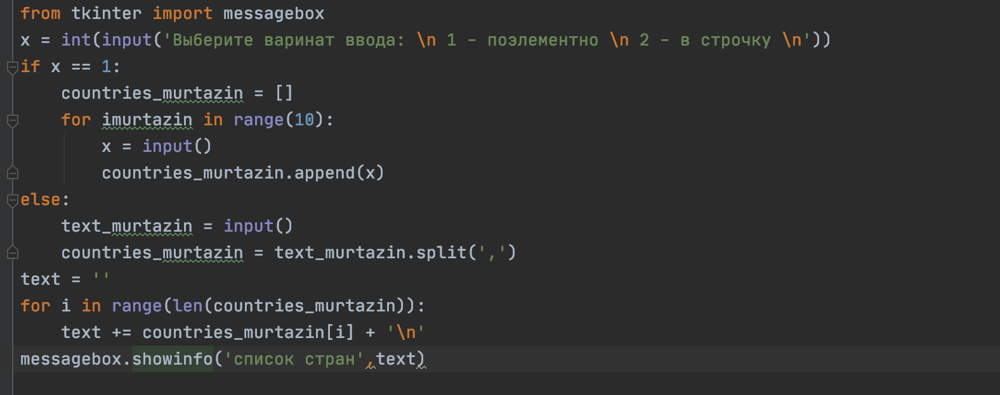 from tkinter import messagebox
x = int(input('Выберите варинат ввода: \n 1 - поэлементно \n 2 - в строчку \n'))
if x == 1:
    countries_murtazin = []
    for imurtazin in range(10):
        x = input()
        countries_murtazin.append(x)
else:
    text_murtazin = input()
    countries_murtazin = text_murtazin.split(',')
text = ''
for i in range(len(countries_murtazin)):
    text += countries_murtazin[i] + '\n'
messagebox.showinfo('список стран',text)